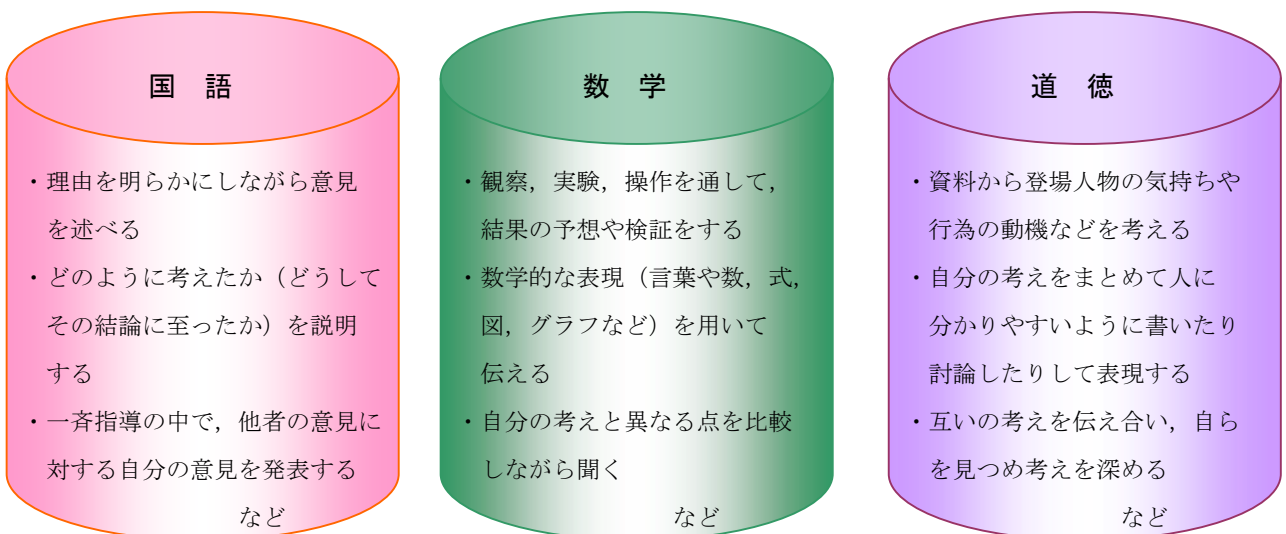 国　語
・理由を明らかにしながら意見
を述べる
・どのように考えたか（どうして
その結論に至ったか）を説明
する
・一斉指導の中で，他者の意見に
対する自分の意見を発表する
など
数　学
・観察，実験，操作を通して，
結果の予想や検証をする
・数学的な表現（言葉や数，式，
図，グラフなど）を用いて
伝える
・自分の考えと異なる点を比較
しながら聞く
など
道　徳
・資料から登場人物の気持ちや
行為の動機などを考える
・自分の考えをまとめて人に
分かりやすいように書いたり
討論したりして表現する
・互いの考えを伝え合い，自ら
を見つめ考えを深める
など